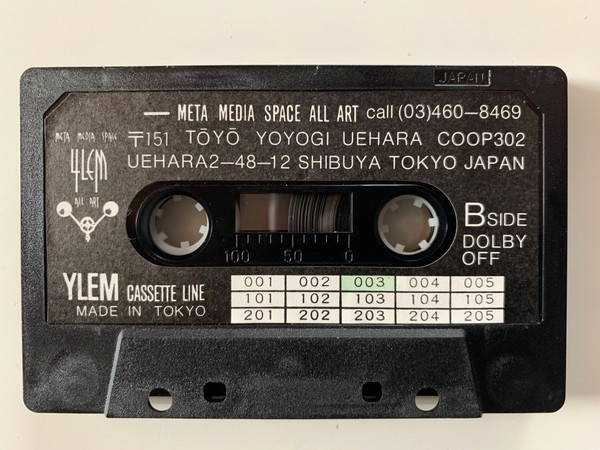 JAPAN
— META MEDIA SPACE ALL ART call (03)460—8469
〒151 TŌYŌ YOYOGI UEHARA COOP302
UEHARA2—48—12 SHIBUYA TOKYO JAPAN
META MEDIA SPACE
YLEM
ALL ART
B SIDE
DOLBY
OFF
100 50 0
YLEM CASSETTE LINE
MADE IN TOKYO
001 002 003 004 005
101 102 103 104 105
201 202 203 204 205